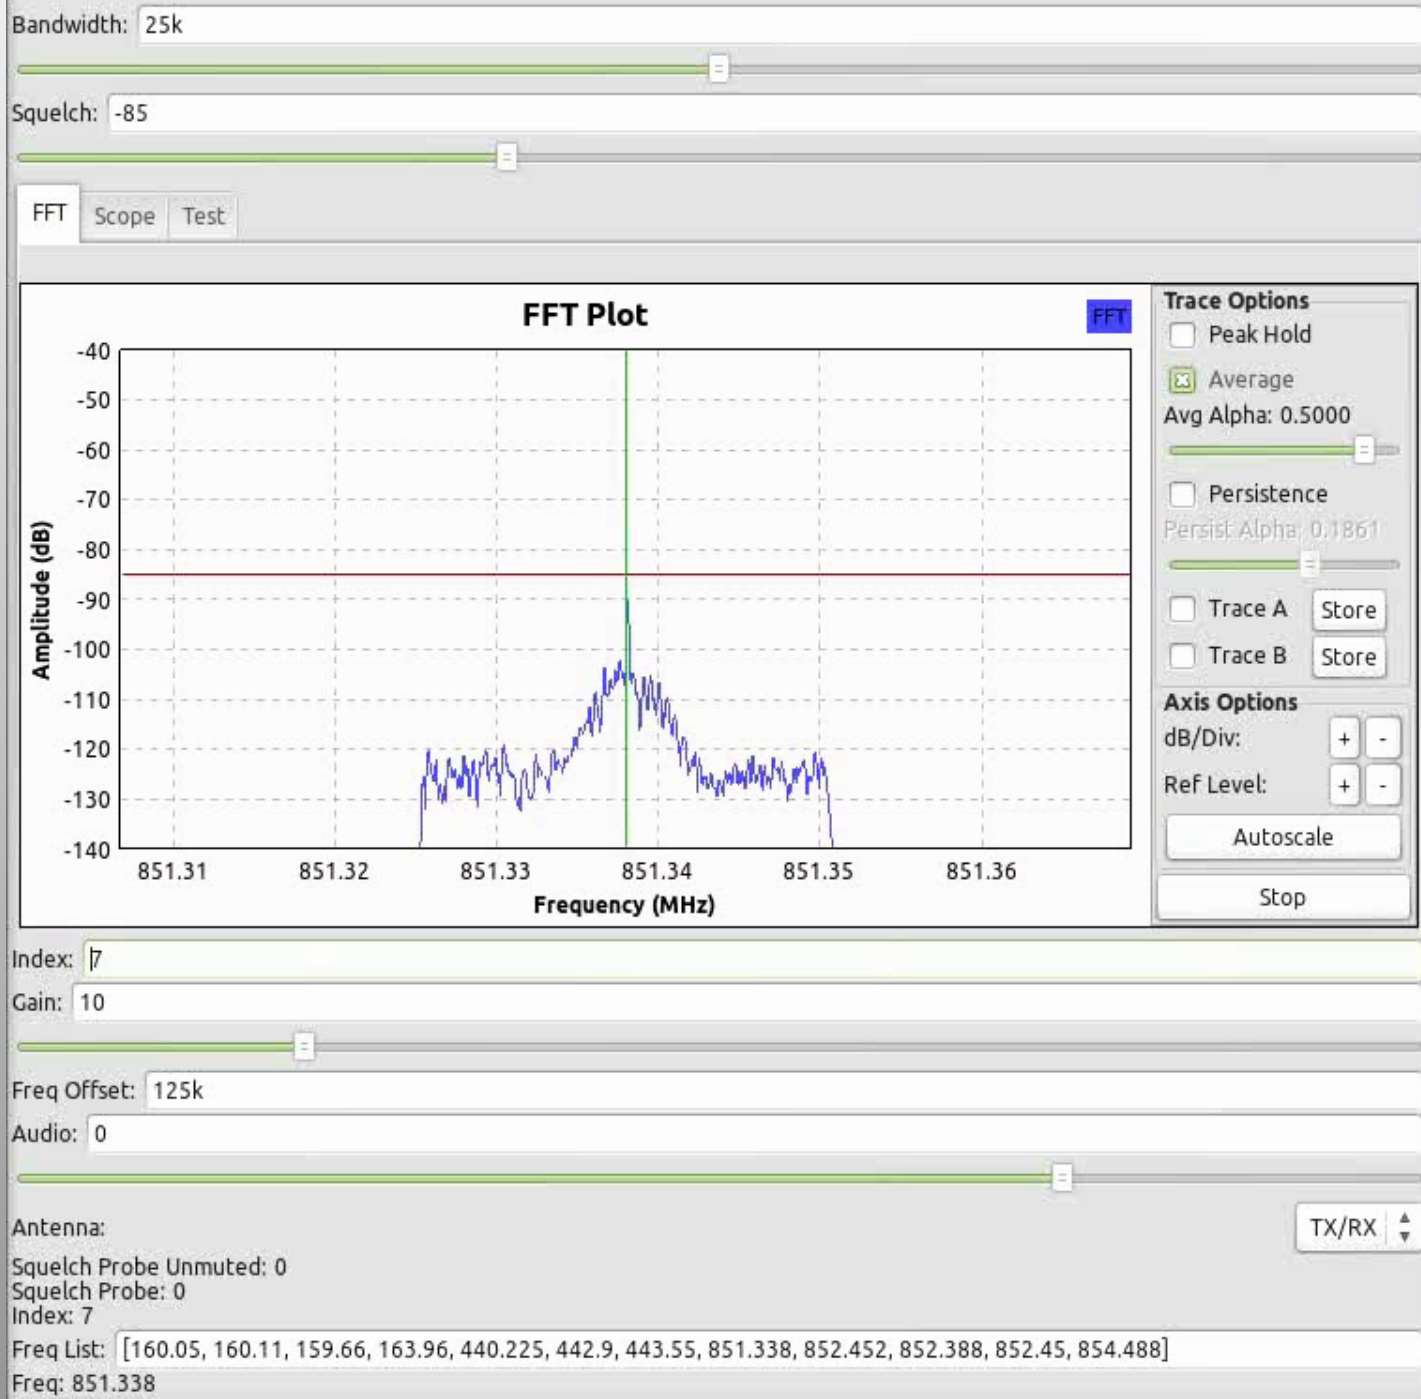 Bandwidth: 25k
Squelch: -85
FFT Scope Test
FFT Plot
FFT
-40
-50
-60
-70
-80
-90
-100
-110
-120
-130
-140
Amplitude (dB)
851.31 851.32 851.33 851.34 851.35 851.36
Frequency (MHz)
Trace Options
Peak Hold
Average
Avg Alpha: 0.5000
Persistence
Persist Alpha: 0.1861
Trace A Store
Trace B Store
Axis Options
dB/Div: + -
Ref Level: + -
Autoscale
Stop
Index: 7
Gain: 10
Freq Offset: 125k
Audio: 0
Antenna: TX/RX
Squelch Probe Unmuted: 0
Squelch Probe: 0
Index: 7
Freq List: [160.05, 160.11, 159.66, 163.96, 440.225, 442.9, 443.55, 851.338, 852.452, 852.388, 852.45, 854.488]
Freq: 851.338